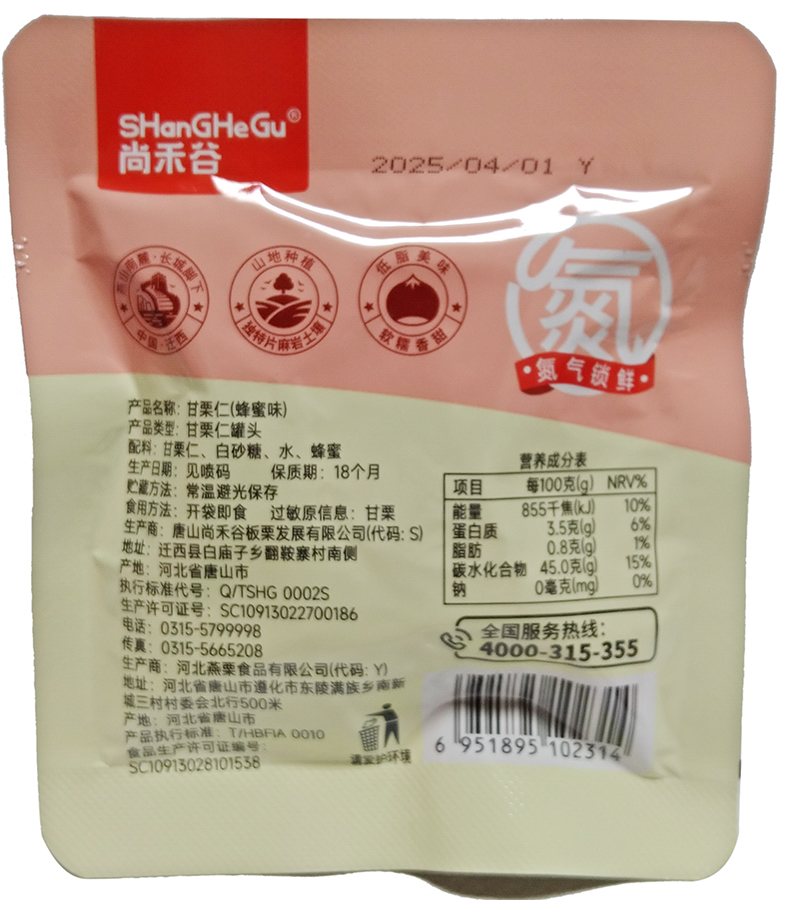 SHanGHeGu®
尚禾谷
2025/04/01 Y
燕山南麓·长城脚下
中国·迁西
山地种植
独特片麻岩土壤
低脂美味
软糯香甜
氮
·氮气锁鲜·
产品名称：甘栗仁(蜂蜜味)
产品类型：甘栗仁罐头
配料：甘栗仁、白砂糖、水、蜂蜜
生产日期：见喷码 保质期：18个月
贮藏方法：常温避光保存
食用方法：开袋即食 过敏原信息：甘栗
生产商：唐山尚禾谷板栗发展有限公司(代码：S)
地址：迁西县白庙子乡翻鞍寨村南侧
产地：河北省唐山市
执行标准代号：Q/TSHG 0002S
生产许可证号：SC10913022700186
电话：0315-5799998
传真：0315-5665208
生产商：河北燕栗食品有限公司(代码：Y)
地址：河北省唐山市遵化市东陵满族乡南新
城三村村委会北行500米
产地：河北省唐山市
产品执行标准：T/HBFIA 0010
食品生产许可证编号：
SC10913028101538
请爱护环境
营养成分表
项目 每100克(g) NRV%
能量 855千焦(kJ) 10%
蛋白质 3.5克(g) 6%
脂肪 0.8克(g) 1%
碳水化合物 45.0克(g) 15%
钠 0毫克(mg) 0%
全国服务热线：
4000-315-355
6 951895 102314